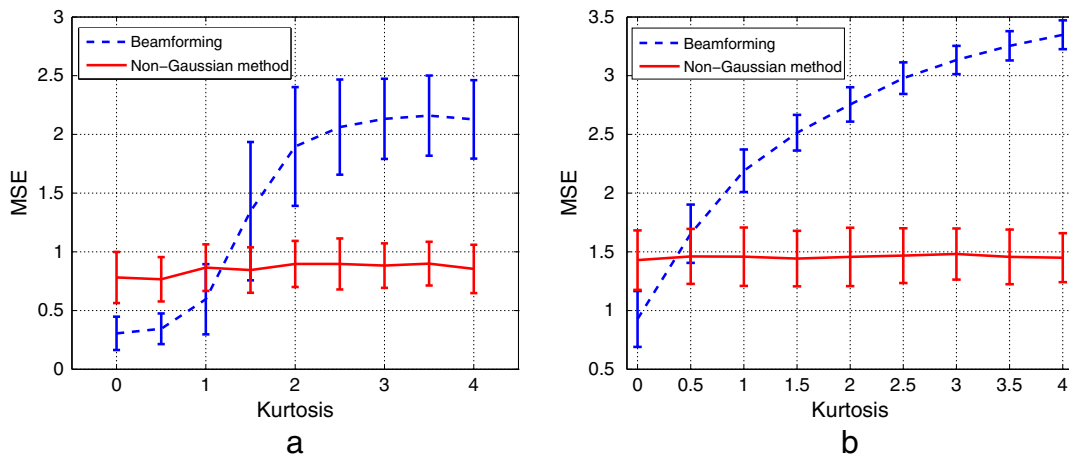 3
2.5
2
1.5
1
0.5
0
MSE
Beamforming
Non-Gaussian method
0 1 2 3 4
Kurtosis
a
3.5
3
2.5
2
1.5
1
0.5
MSE
Beamforming
Non-Gaussian method
0 0.5 1 1.5 2 2.5 3 3.5 4
Kurtosis
b